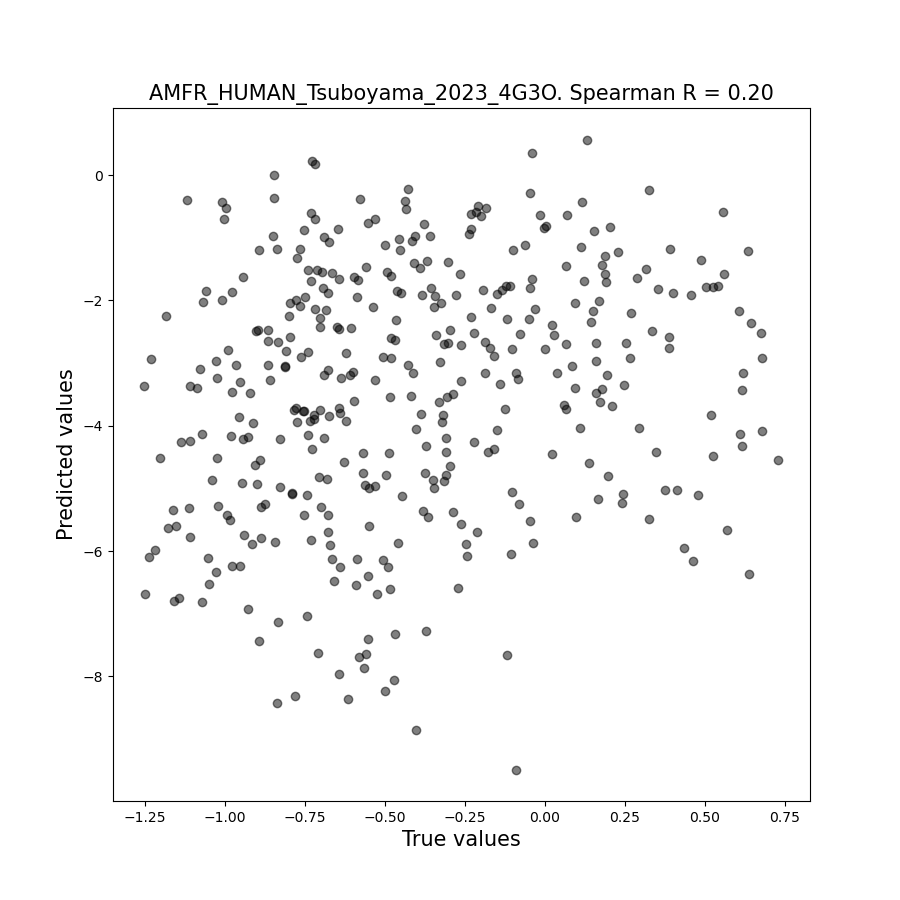 AMFR_HUMAN_Tsuboyama_2023_4G3O. Spearman R = 0.20
Predicted values
0
−2
−4
−6
−8
−1.25 −1.00 −0.75 −0.50 −0.25 0.00 0.25 0.50 0.75
True values